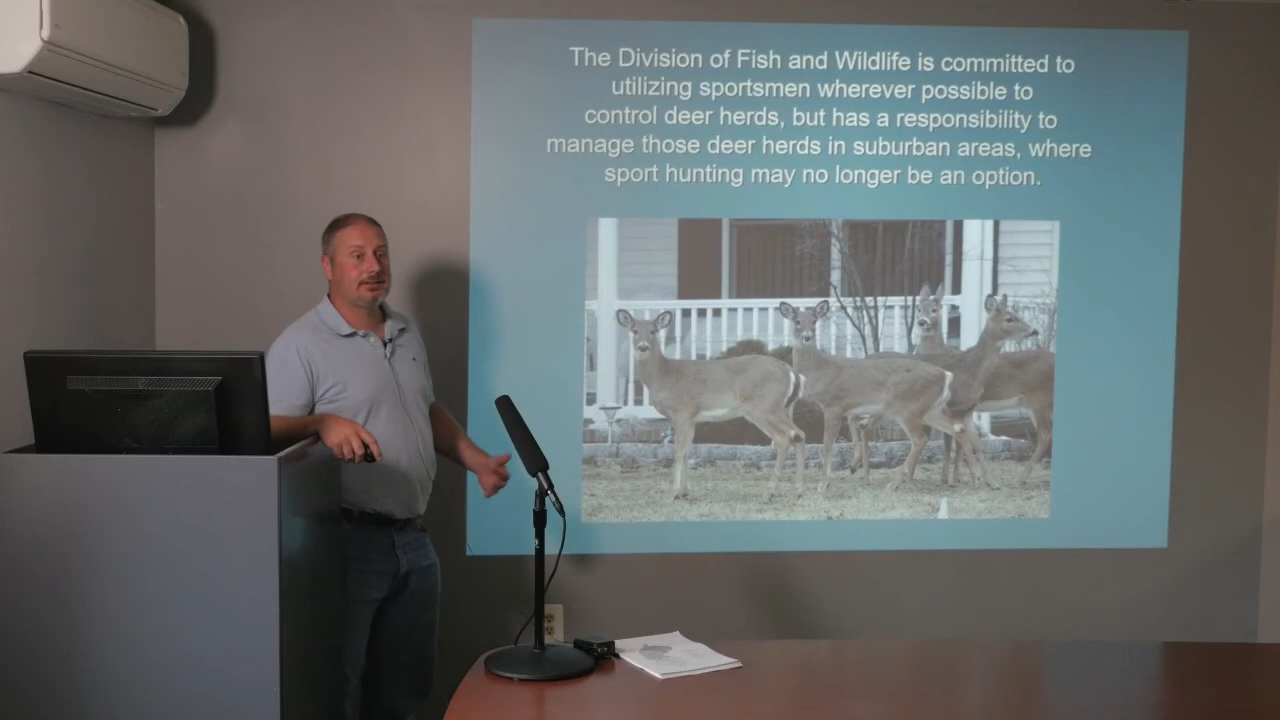 The Division of Fish and Wildlife is committed to
utilizing sportsmen wherever possible to
control deer herds, but has a responsibility to
manage those deer herds in suburban areas, where
sport hunting may no longer be an option.